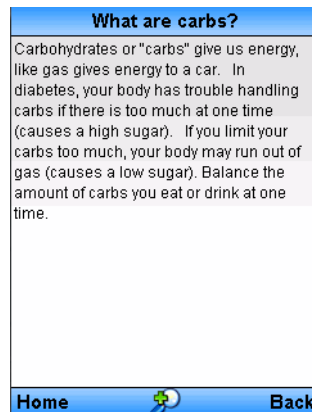 What are carbs?
Carbohydrates or "carbs" give us energy,
like gas gives energy to a car.   In
diabetes, your body has trouble handling
carbs if there is too much at one time
(causes a high sugar).   If you limit your
carbs too much, your body may run out of
gas (causes a low sugar). Balance the
amount of carbs you eat or drink at one
time.
Home Back